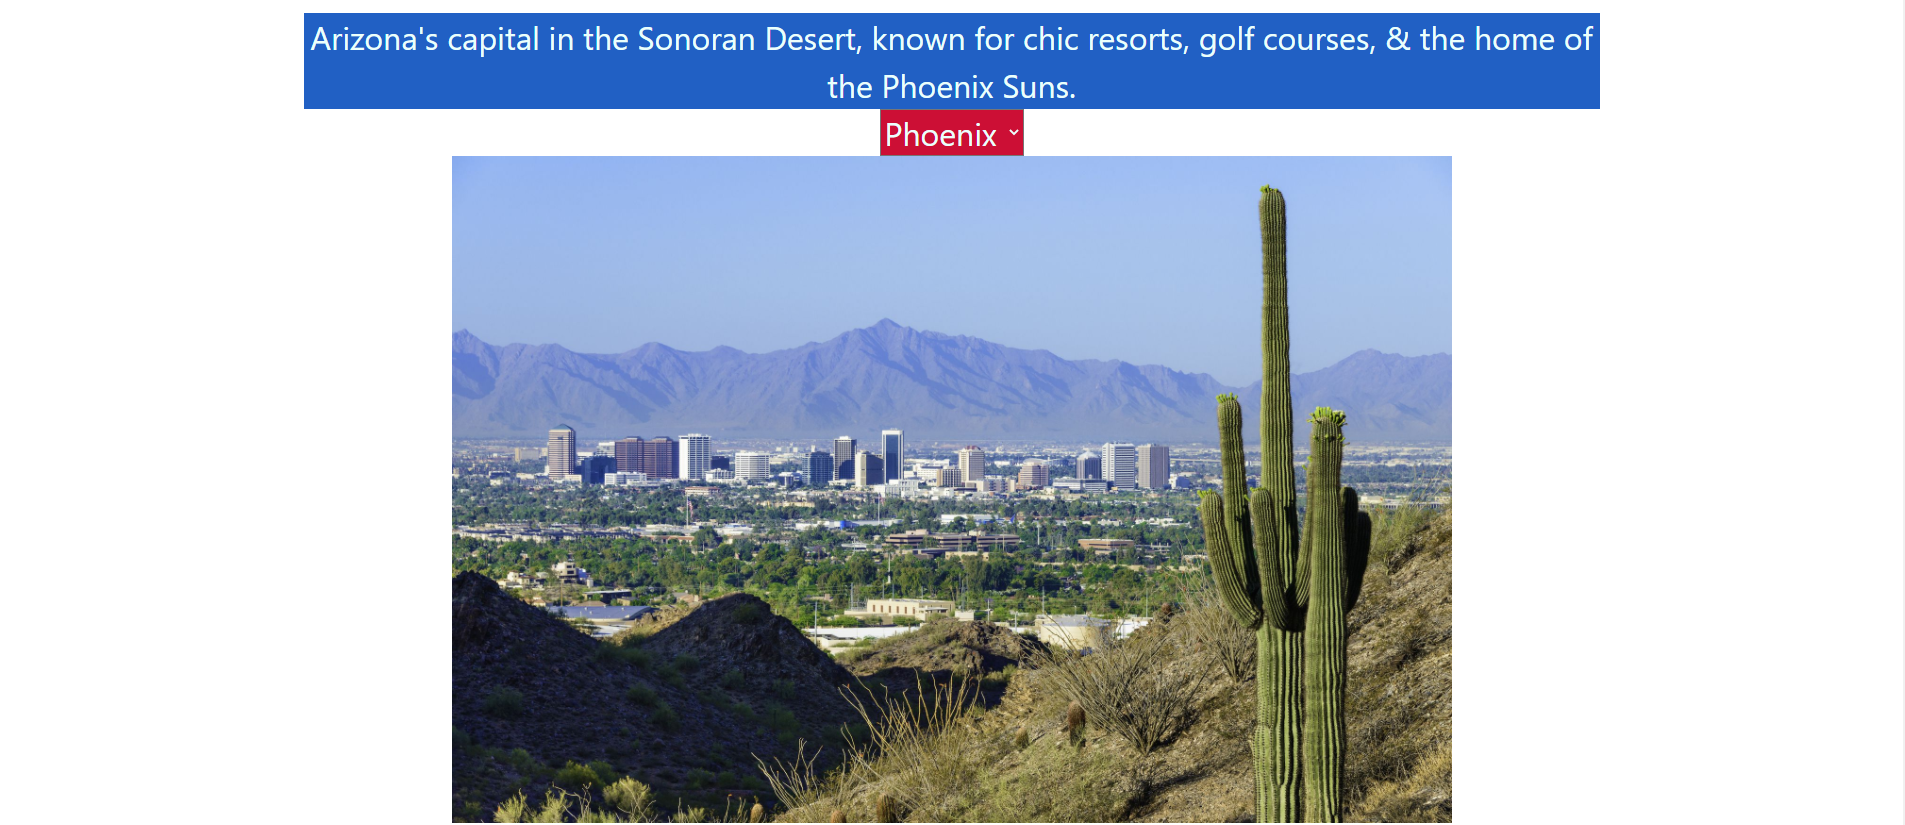 Arizona's capital in the Sonoran Desert, known for chic resorts, golf courses, & the home of
the Phoenix Suns.
Phoenix